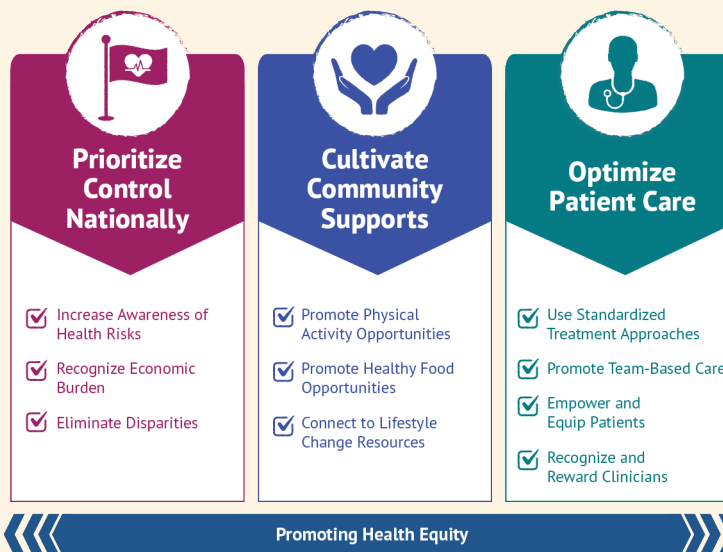 Prioritize
Control
Nationally
Increase Awareness of
Health Risks
Recognize Economic
Burden
Eliminate Disparities
Cultivate
Community
Supports
Promote Physical
Activity Opportunities
Promote Healthy Food
Opportunities
Connect to Lifestyle
Change Resources
Optimize
Patient Care
Use Standardized
Treatment Approaches
Promote Team-Based Care
Empower and
Equip Patients
Recognize and
Reward Clinicians
Promoting Health Equity